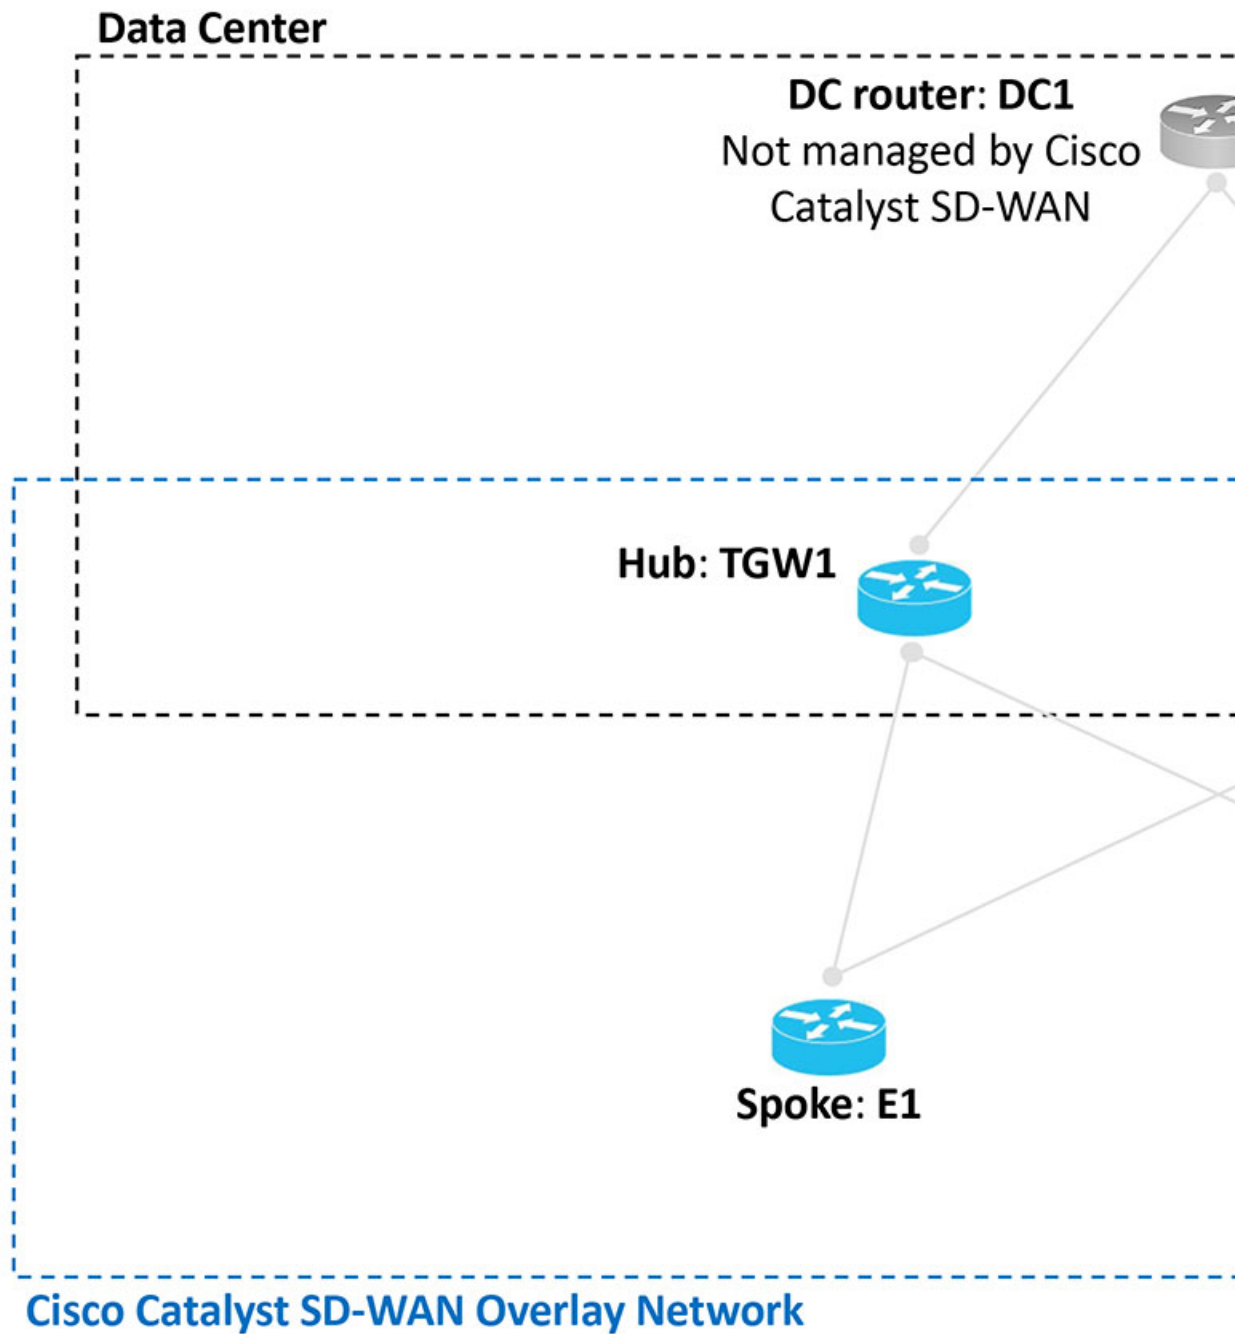 Data Center
DC router: DC1
Not managed by Cisco
Catalyst SD-WAN
Hub: TGW1
Spoke: E1
Cisco Catalyst SD-WAN Overlay Network